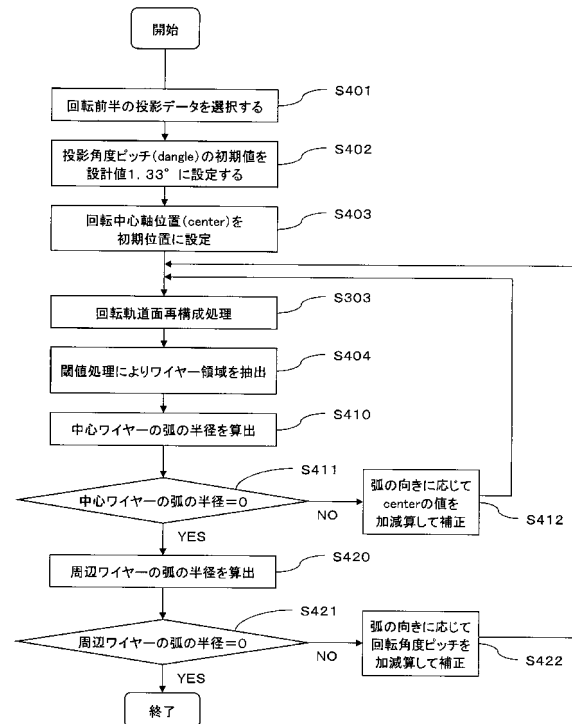 開始
回転前半の投影データを選択する
S401
投影角度ピッチ(dangle)の初期値を
設計値1.33°に設定する
S402
回転中心軸位置(center)を
初期位置に設定
S403
回転軌道面再構成処理
S303
閾値処理によりワイヤー領域を抽出
S404
中心ワイヤーの弧の半径を算出
S410
中心ワイヤーの弧の半径=0
S411
NO
弧の向きに応じて
centerの値を
加減算して補正
S412
YES
周辺ワイヤーの弧の半径を算出
S420
周辺ワイヤーの弧の半径=0
S421
NO
弧の向きに応じて
回転角度ピッチを
加減算して補正
S422
YES
終了